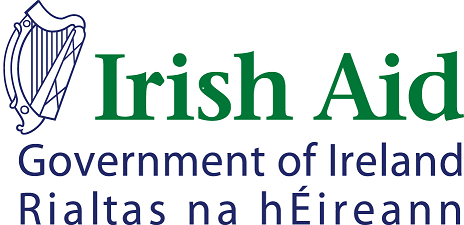 Irish Aid
Government of Ireland
Rialtas na hÉireann